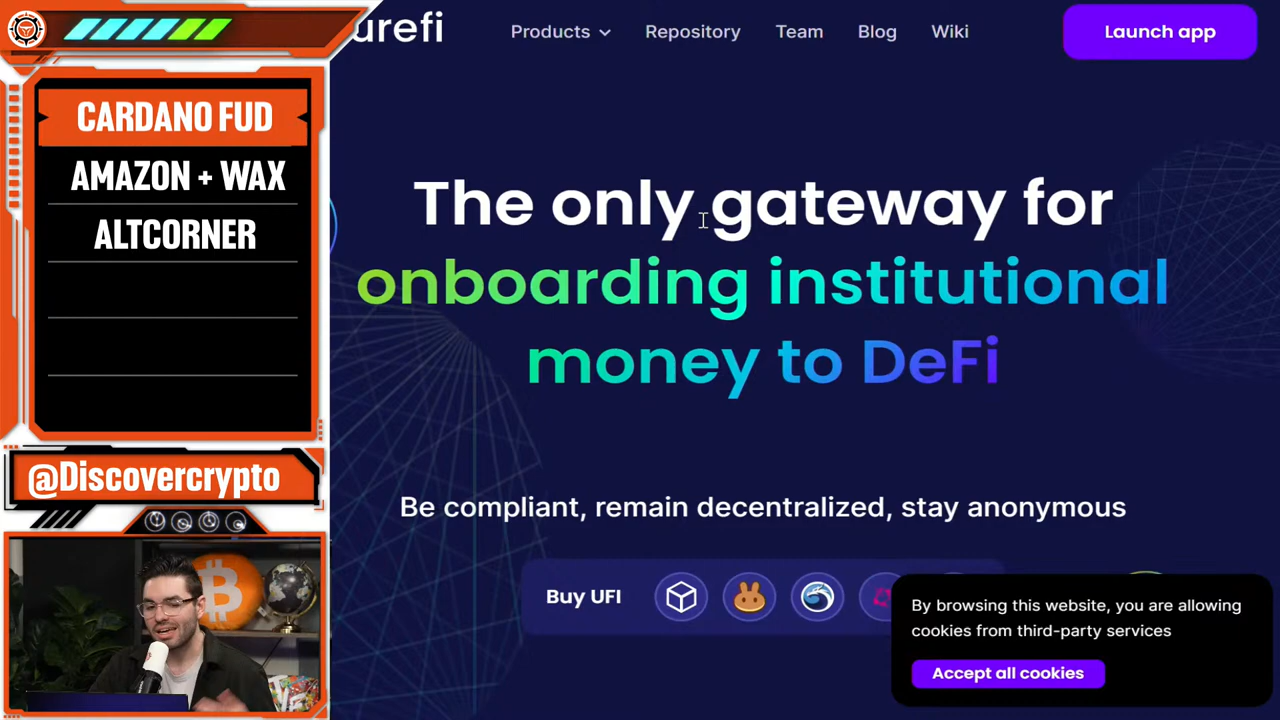 CARDANO FUD
AMAZON + WAX
ALTCORNER
@Discovercrypto
urefi
Products
Repository
Team
Blog
Wiki
Launch app
The only gateway for
onboarding institutional
money to DeFi
Be compliant, remain decentralized, stay anonymous
Buy UFI
By browsing this website, you are allowing
cookies from third-party services
Accept all cookies